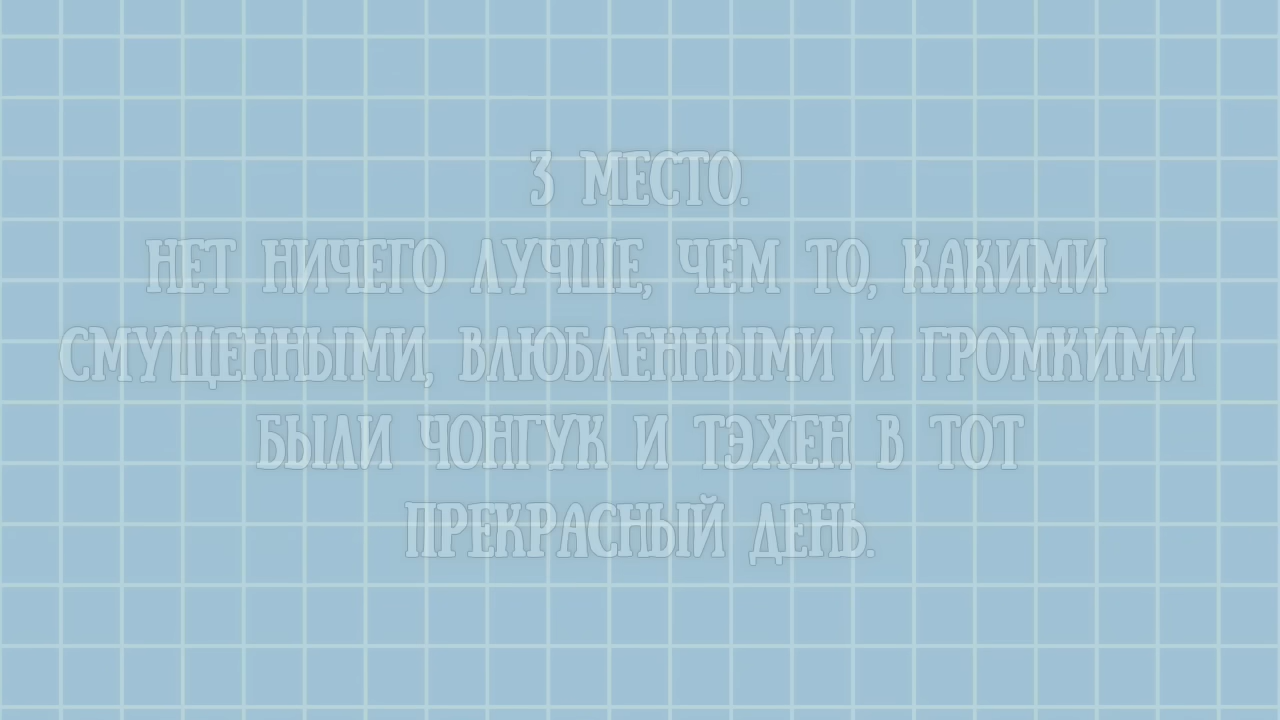 3 МЕСТО.
НЕТ НИЧЕГО ЛУЧШЕ, ЧЕМ ТО, КАКИМИ
СМУЩЕННЫМИ, ВЛЮБЛЕННЫМИ И ГРОМКИМИ
БЫЛИ ЧОНГУК И ТЭХЕН В ТОТ
ПРЕКРАСНЫЙ ДЕНЬ.